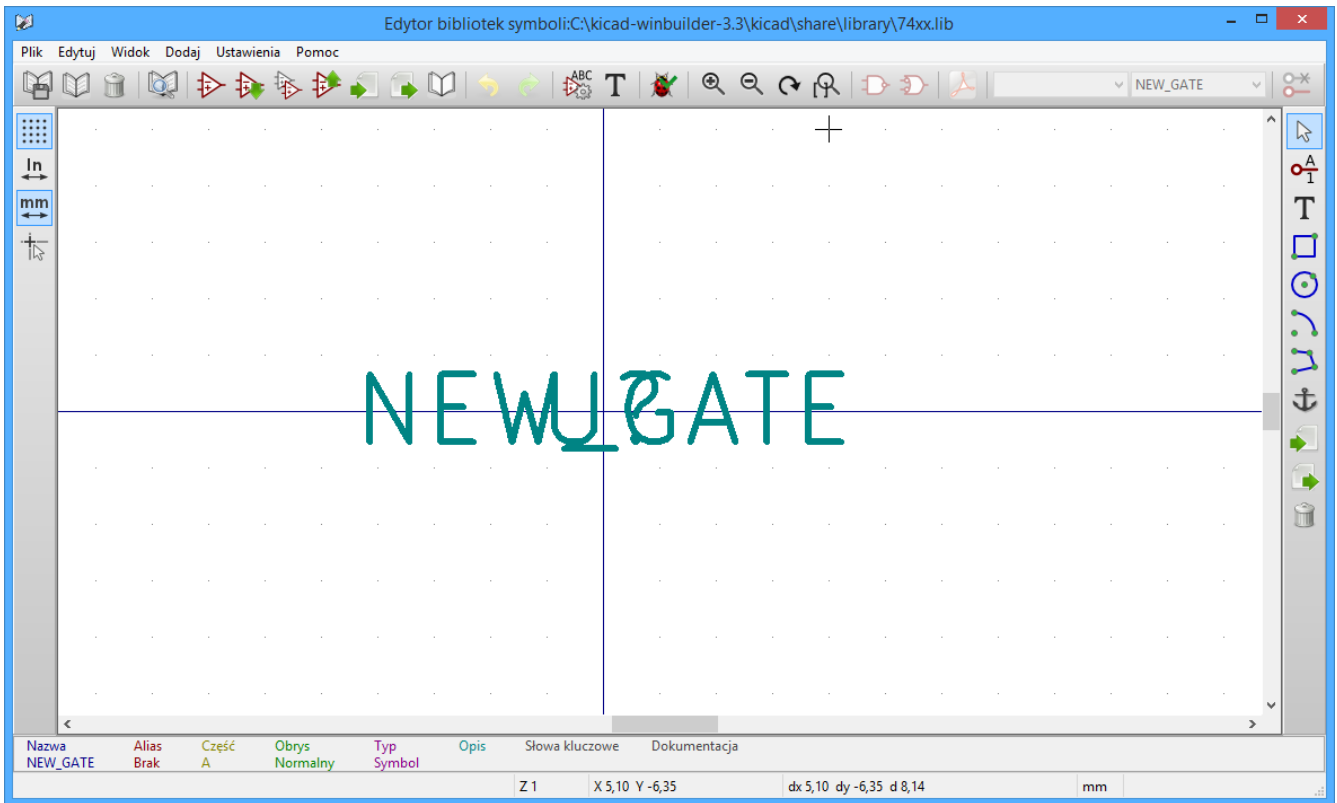 Edytor bibliotek symboli:C:\kicad-winbuilder-3.3\kicad\share\library\74xx.lib
Plik Edytuj Widok Dodaj Ustawienia Pomoc
ABC T NEW_GATE
In
mm
A
1
T
NEW_GATE
U?
Nazwa Alias Część Obrys Typ Opis Słowa kluczowe Dokumentacja
NEW_GATE Brak A Normalny Symbol
Z 1 X 5,10 Y -6,35 dx 5,10 dy -6,35 d 8,14 mm